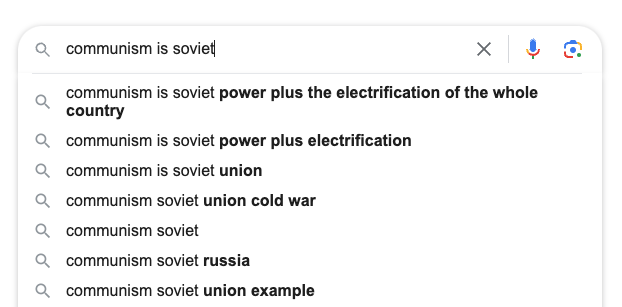 communism is soviet
communism is soviet power plus the electrification of the whole
country
communism is soviet power plus electrification
communism is soviet union
communism soviet union cold war
communism soviet
communism soviet russia
communism soviet union example